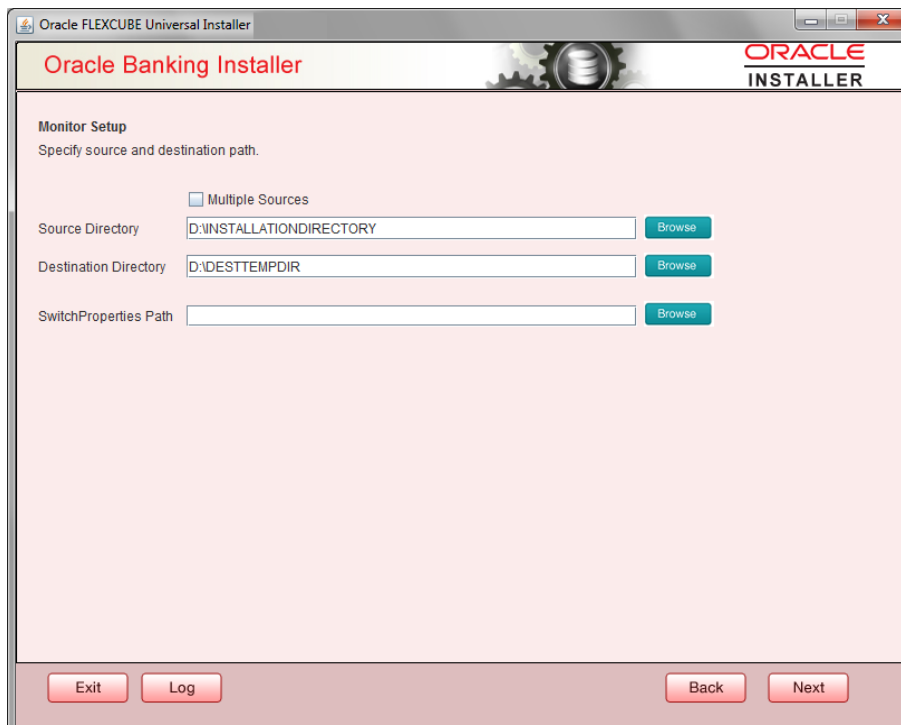 Oracle FLEXCUBE Universal Installer
Oracle Banking Installer
ORACLE
INSTALLER
Monitor Setup
Specify source and destination path.
Multiple Sources
Source Directory D:\INSTALLATIONDIRECTORY Browse
Destination Directory D:\DESTTEMPDIR Browse
SwitchProperties Path Browse
Exit Log Back Next